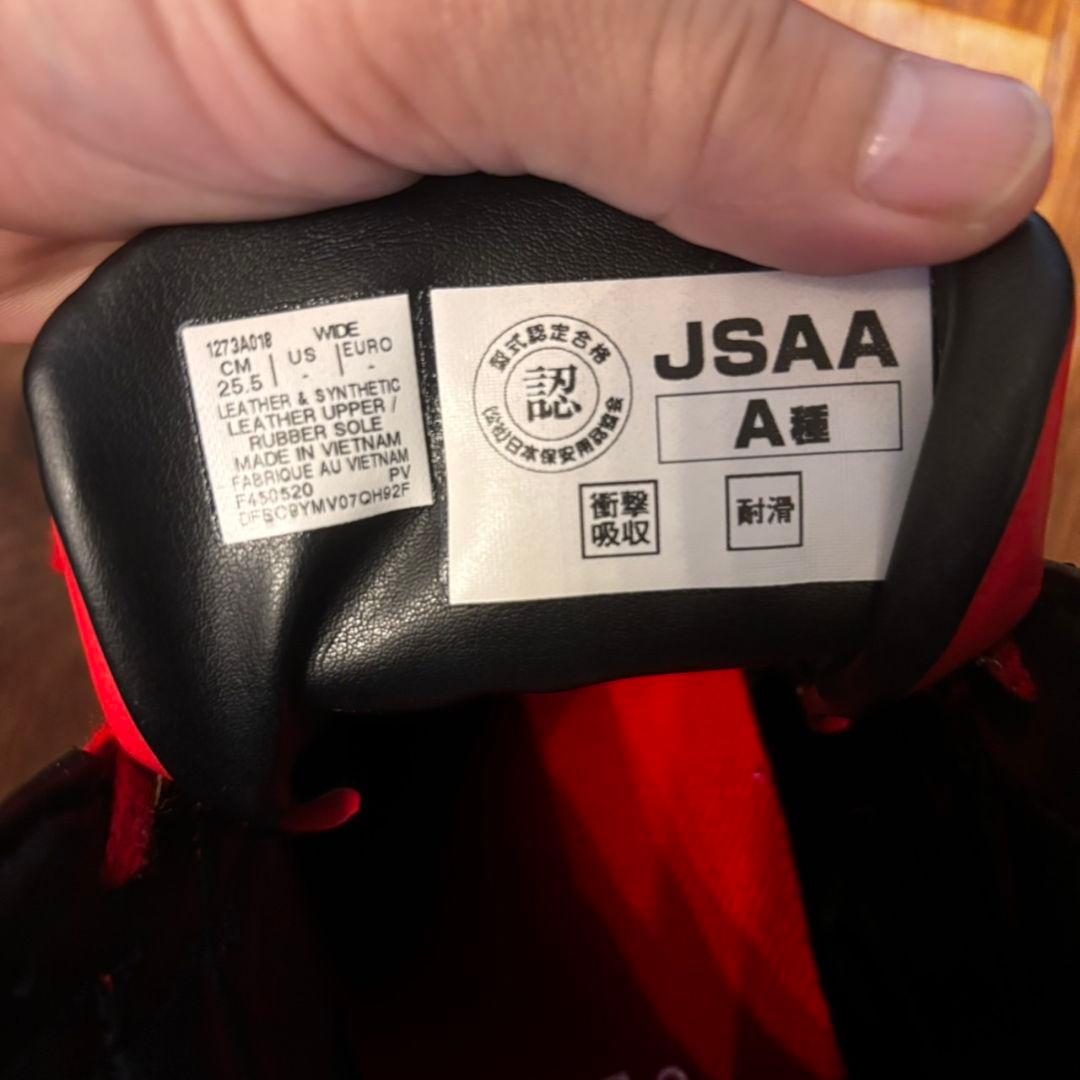 1273A018 WIDE
CM | US | EURO
25.5 | - | -
LEATHER & SYNTHETIC
LEATHER UPPER /
RUBBER SOLE
MADE IN VIETNAM
FABRIQUE AU VIETNAM
PV
F450520
DFBC9YMV07QH92F
型式認定合格
認
(公社)日本保安用品協会
JSAA
A種
衝撃
吸収
耐滑